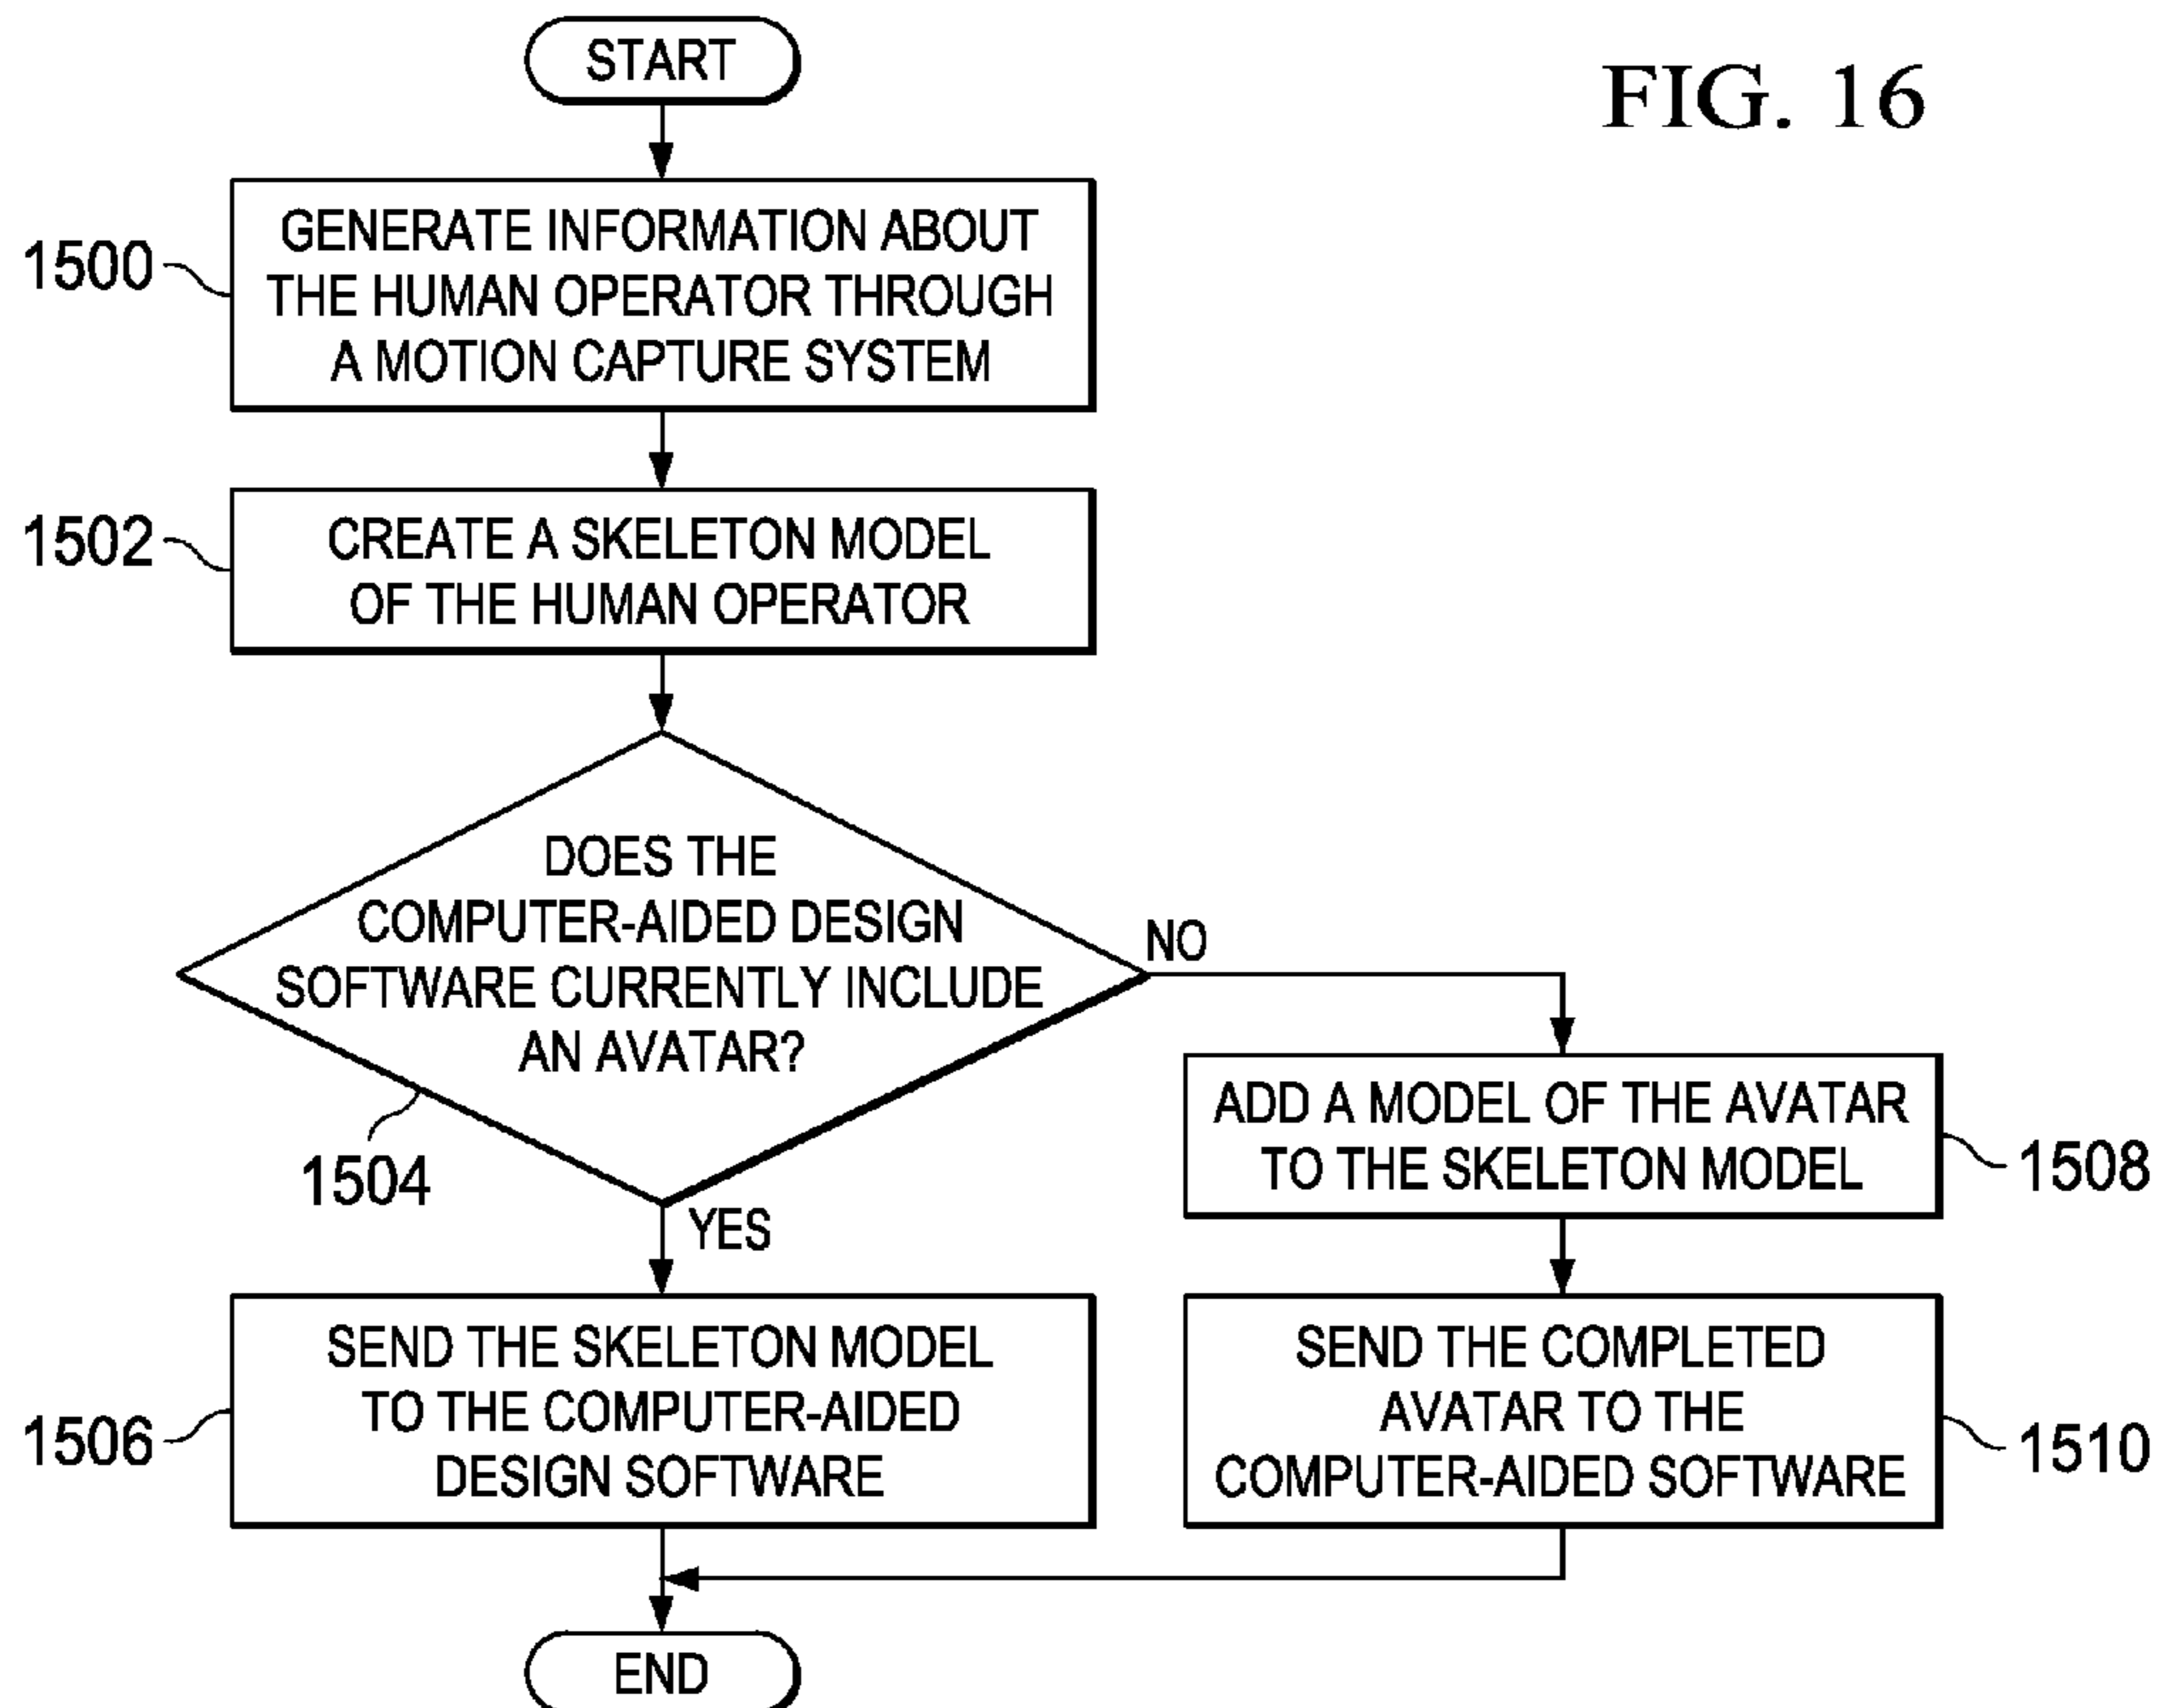 START
FIG. 16
1500
GENERATE INFORMATION ABOUT
THE HUMAN OPERATOR THROUGH
A MOTION CAPTURE SYSTEM
1502
CREATE A SKELETON MODEL
OF THE HUMAN OPERATOR
DOES THE
COMPUTER-AIDED DESIGN
SOFTWARE CURRENTLY INCLUDE
AN AVATAR?
1504
NO
YES
ADD A MODEL OF THE AVATAR
TO THE SKELETON MODEL
1508
1506
SEND THE SKELETON MODEL
TO THE COMPUTER-AIDED
DESIGN SOFTWARE
SEND THE COMPLETED
AVATAR TO THE
COMPUTER-AIDED SOFTWARE
1510
END